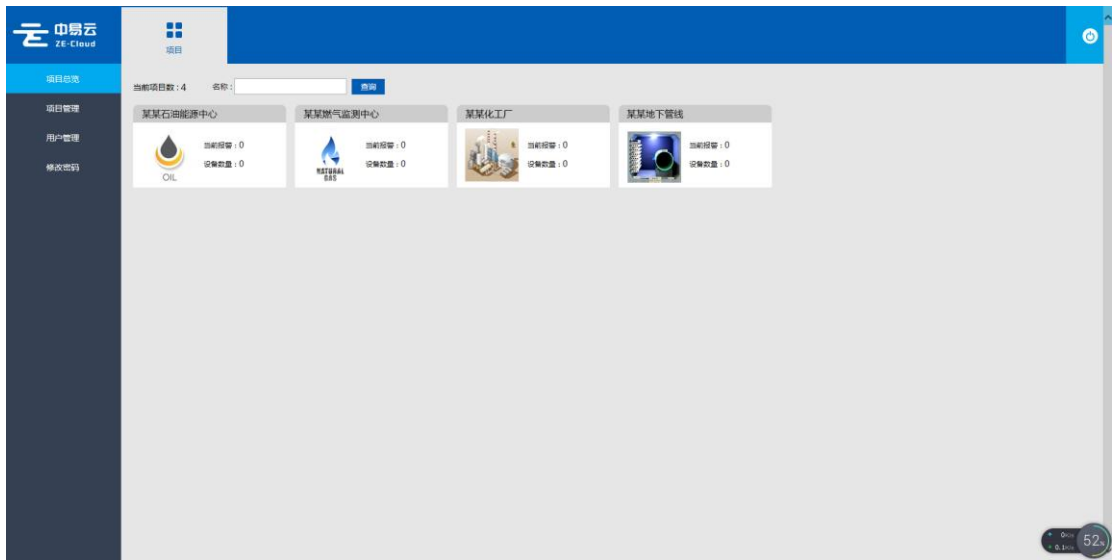 中易云
ZE-Cloud
项目
项目总览
项目管理
用户管理
修改密码
当前项目数：4 名称： 查询
某某石油能源中心
当前报警：0
设备数量：0
OIL
某某燃气监测中心
当前报警：0
设备数量：0
NATURAL
GAS
某某化工厂
当前报警：0
设备数量：0
某某地下管线
当前报警：0
设备数量：0
0K/s
0.1K/s
52%